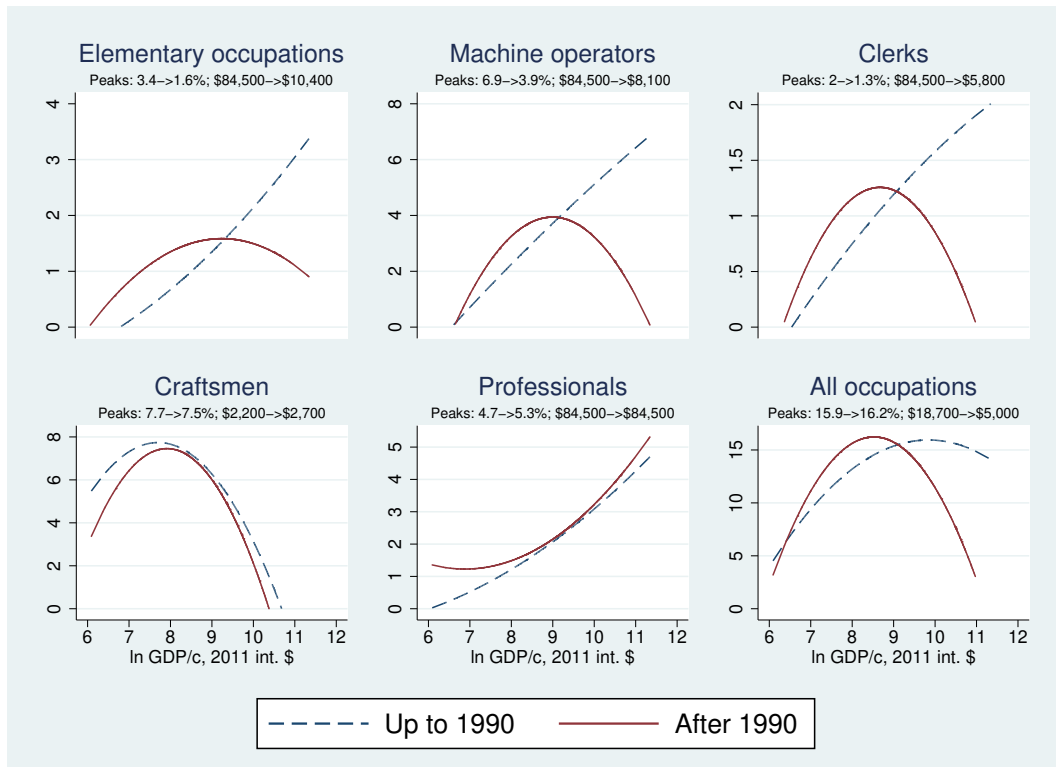 Elementary occupations
Peaks: 3.4−>1.6%; $84,500−>$10,400
4
3
2
1
0
Machine operators
Peaks: 6.9−>3.9%; $84,500−>$8,100
8
6
4
2
0
Clerks
Peaks: 2−>1.3%; $84,500−>$5,800
2
1.5
1
.5
0
Craftsmen
Peaks: 7.7−>7.5%; $2,200−>$2,700
8
6
4
2
0
6 7 8 9 10 11 12
ln GDP/c, 2011 int. $
Professionals
Peaks: 4.7−>5.3%; $84,500−>$84,500
5
4
3
2
1
0
6 7 8 9 10 11 12
ln GDP/c, 2011 int. $
All occupations
Peaks: 15.9−>16.2%; $18,700−>$5,000
15
10
5
0
6 7 8 9 10 11 12
ln GDP/c, 2011 int. $
Up to 1990 After 1990